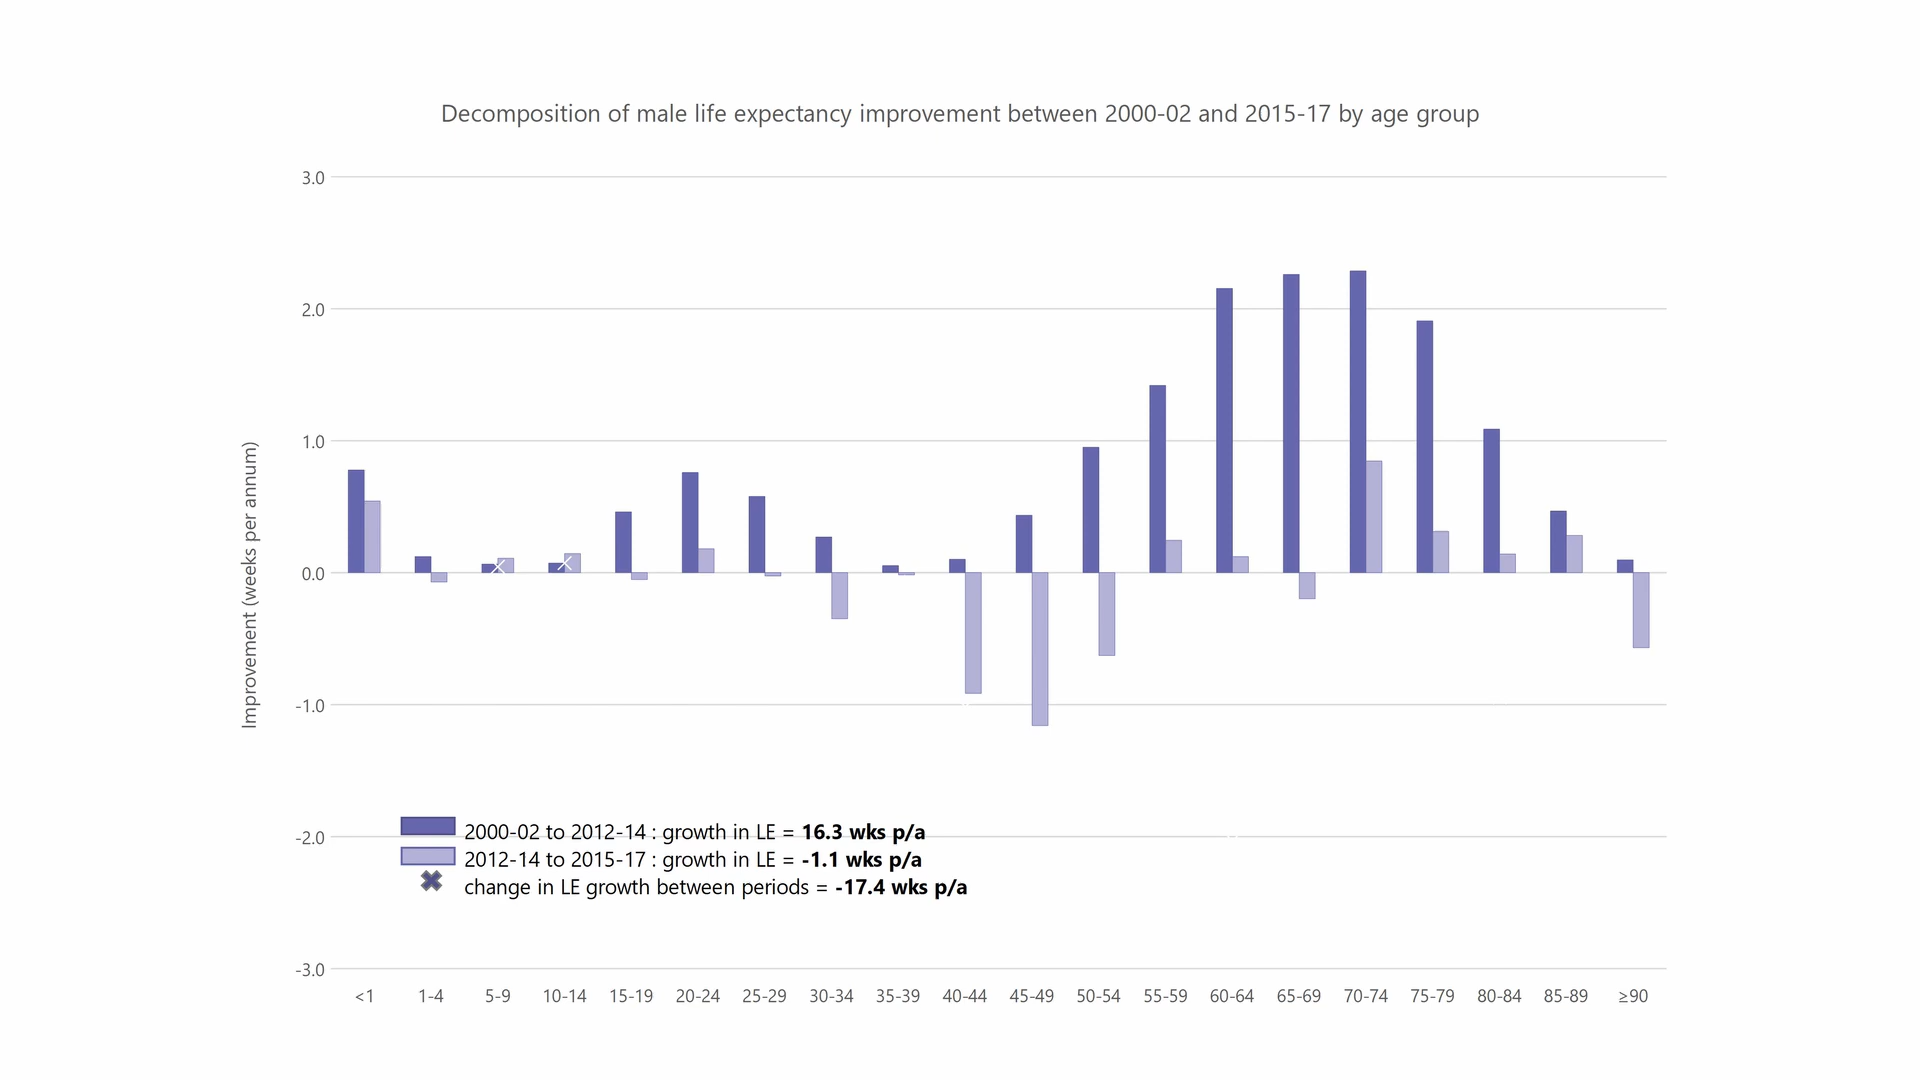 Decomposition of male life expectancy improvement between 2000-02 and 2015-17 by age group
Improvement (weeks per annum)
3.0
2.0
1.0
0.0
-1.0
-2.0
-3.0
2000-02 to 2012-14 : growth in LE = 16.3 wks p/a
2012-14 to 2015-17 : growth in LE = -1.1 wks p/a
change in LE growth between periods = -17.4 wks p/a
<1 1-4 5-9 10-14 15-19 20-24 25-29 30-34 35-39 40-44 45-49 50-54 55-59 60-64 65-69 70-74 75-79 80-84 85-89 ≥90